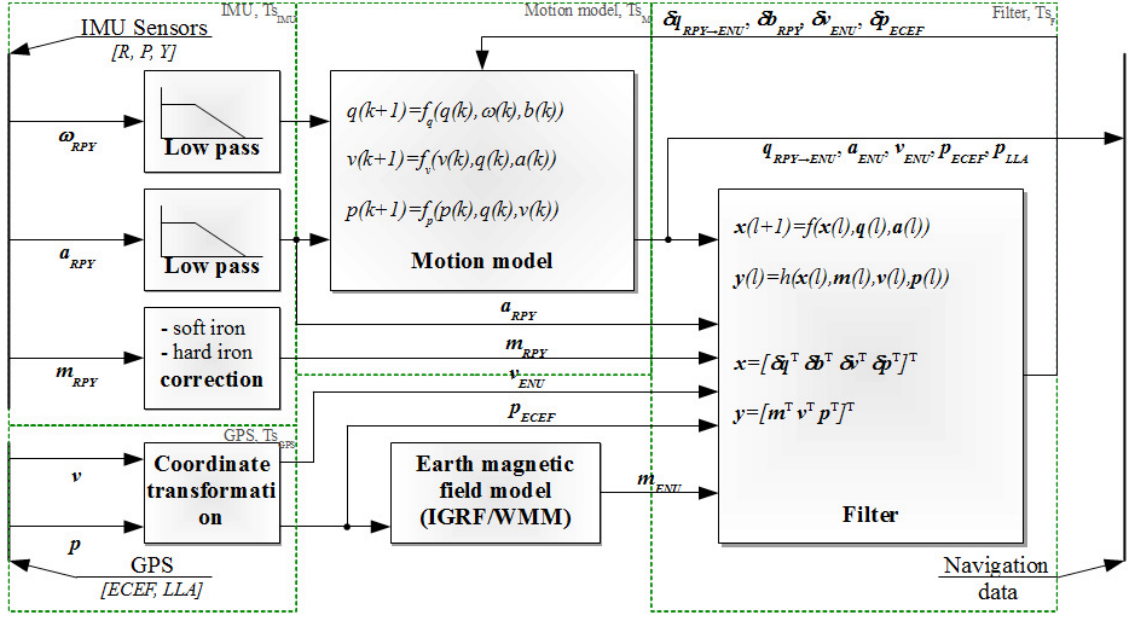 IMU, Ts_IMU
Motion model, Ts_M
δq_RPY→ENU, δb_RPY, δv_ENU, δp_ECEF
Filter, Ts_F
IMU Sensors
[R, P, Y]
ω_RPY
Low pass
a_RPY
Low pass
m_RPY
- soft iron
- hard iron
correction
q(k+1)=f_q(q(k),ω(k),b(k))
v(k+1)=f_v(v(k),q(k),a(k))
p(k+1)=f_p(p(k),q(k),v(k))
Motion model
q_RPY→ENU, a_ENU, v_ENU, p_ECEF, p_LLA
a_RPY
m_RPY
v_ENU
p_ECEF
x(l+1)=f(x(l),q(l),a(l))
y(l)=h(x(l),m(l),v(l),p(l))
x=[δq^T δb^T δv^T δp^T]^T
y=[m^T v^T p^T]^T
Filter
GPS, Ts_GPS
v
p
Coordinate
transformati
on
Earth magnetic
field model
(IGRF/WMM)
m_ENU
GPS
[ECEF, LLA]
Navigation
data